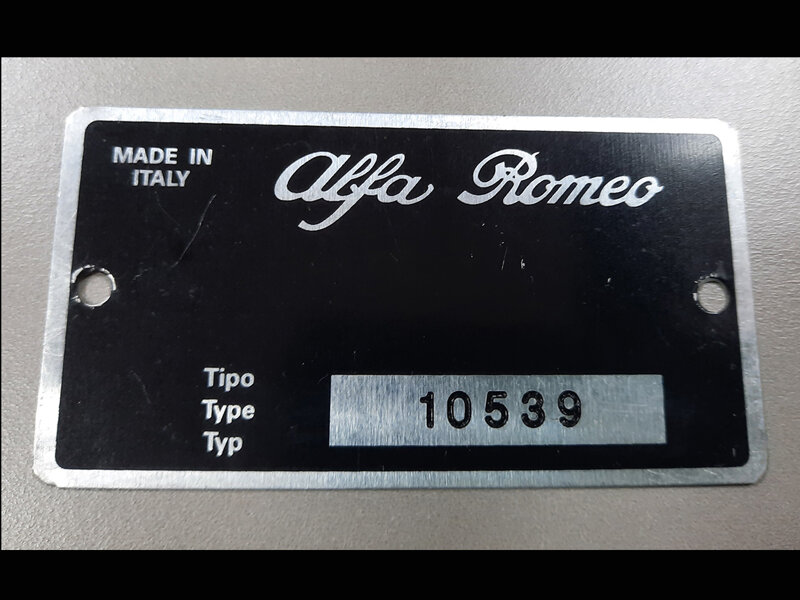 MADE IN
ITALY
Alfa Romeo
Tipo
Type
Typ
10539